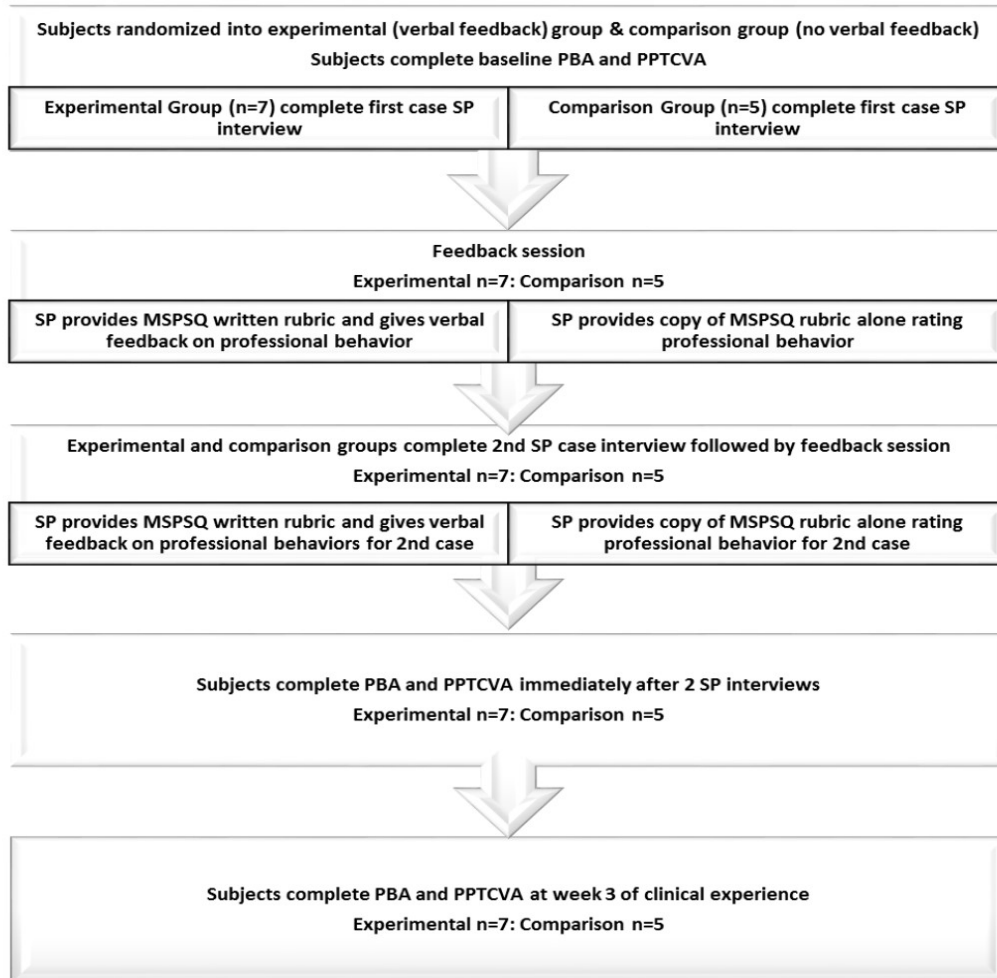 Subjects randomized into experimental (verbal feedback) group & comparison group (no verbal feedback)
Subjects complete baseline PBA and PPTCVA
Experimental Group (n=7) complete first case SP
interview
Comparison Group (n=5) complete first case SP
interview
Feedback session
Experimental n=7: Comparison n=5
SP provides MSPSQ written rubric and gives verbal
feedback on professional behavior
SP provides copy of MSPSQ rubric alone rating
professional behavior
Experimental and comparison groups complete 2nd SP case interview followed by feedback session
Experimental n=7: Comparison n=5
SP provides MSPSQ written rubric and gives verbal
feedback on professional behaviors for 2nd case
SP provides copy of MSPSQ rubric alone rating
professional behavior for 2nd case
Subjects complete PBA and PPTCVA immediately after 2 SP interviews
Experimental n=7: Comparison n=5
Subjects complete PBA and PPTCVA at week 3 of clinical experience
Experimental n=7: Comparison n=5